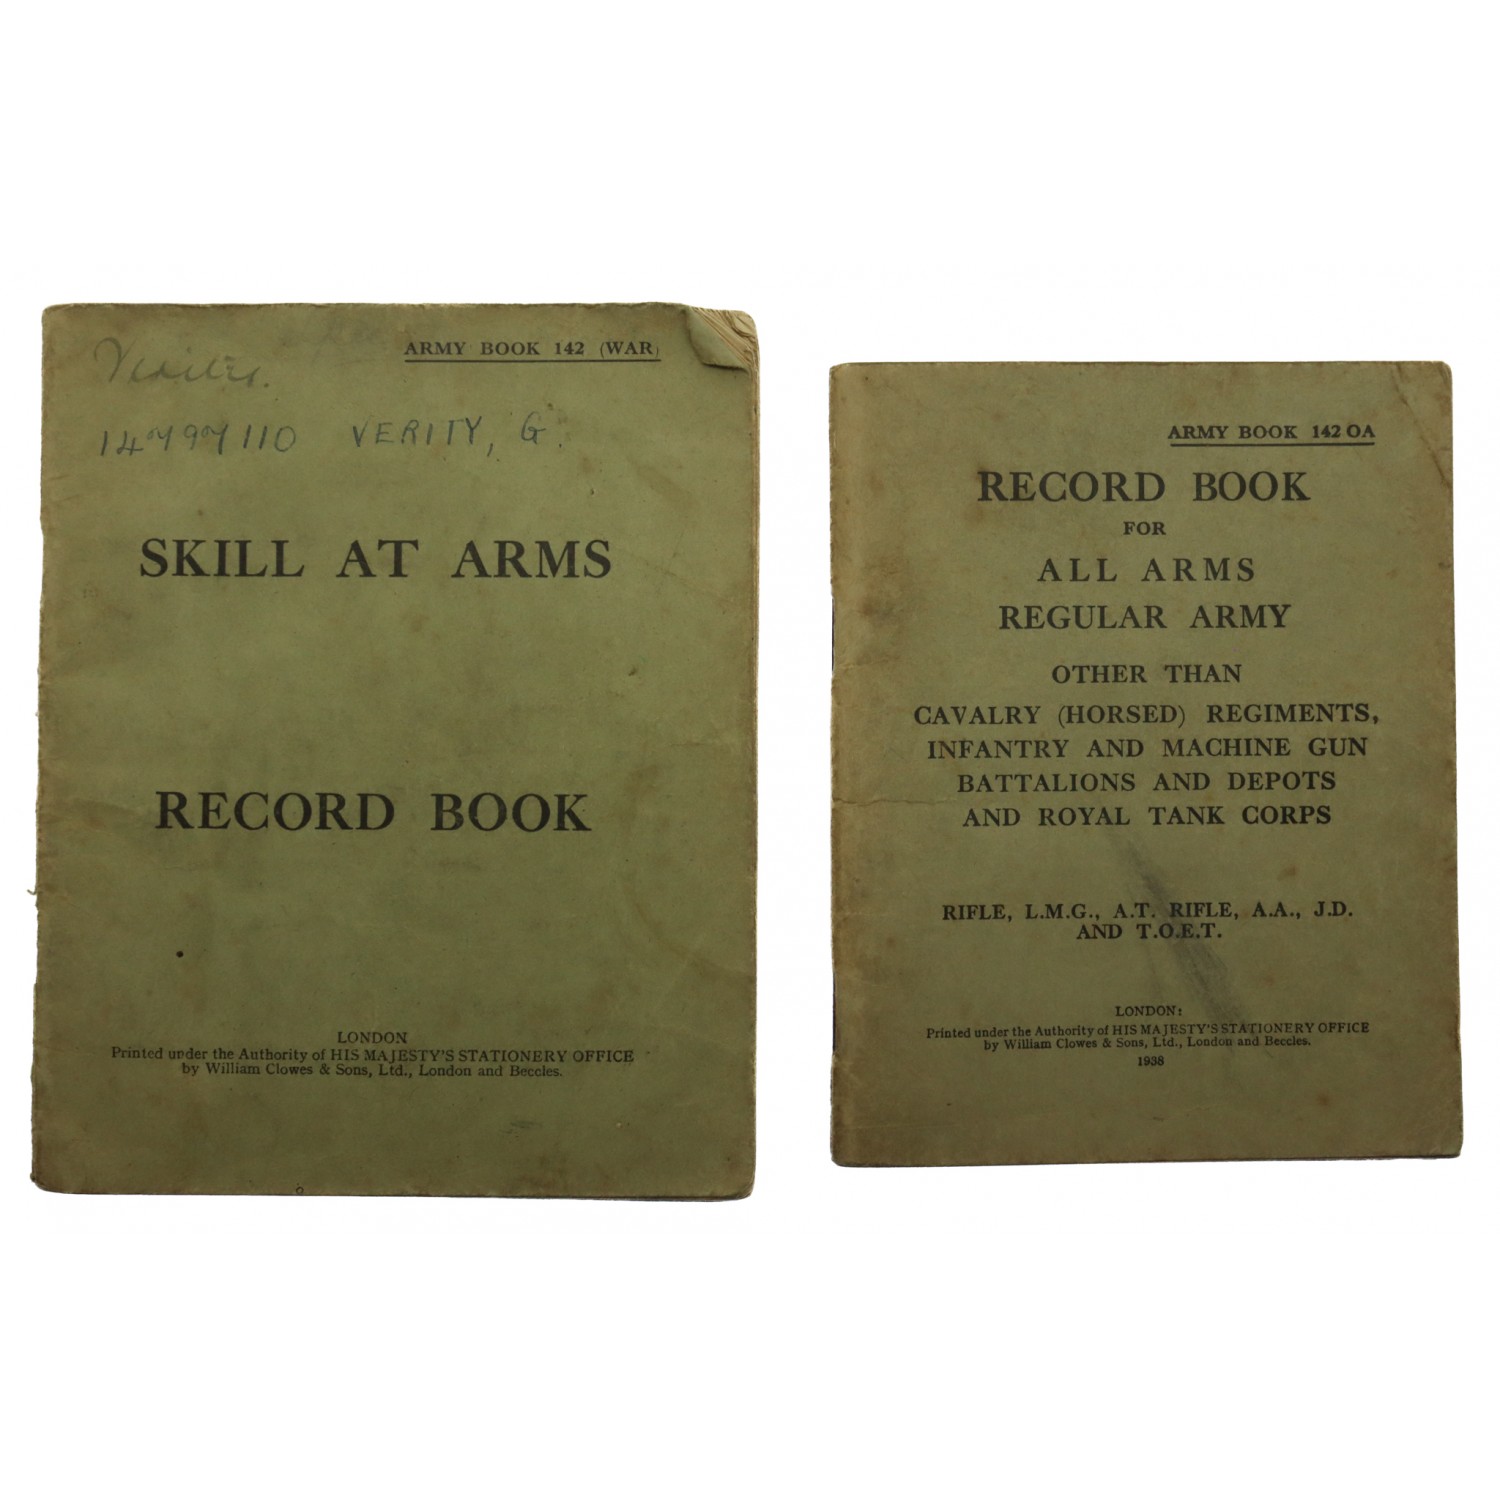 ARMY BOOK 142 (WAR)
14797110 VERITY, G.
SKILL AT ARMS
RECORD BOOK
LONDON
Printed under the Authority of HIS MAJESTY'S STATIONERY OFFICE
by William Clowes & Sons, Ltd., London and Beccles.
ARMY BOOK 142 OA
RECORD BOOK
FOR
ALL ARMS
REGULAR ARMY
OTHER THAN
CAVALRY (HORSED) REGIMENTS,
INFANTRY AND MACHINE GUN
BATTALIONS AND DEPOTS
AND ROYAL TANK CORPS
RIFLE, L.M.G., A.T. RIFLE, A.A., J.D.
AND T.O.E.T.
LONDON:
Printed under the Authority of HIS MAJESTY'S STATIONERY OFFICE
by William Clowes & Sons, Ltd., London and Beccles.
1938